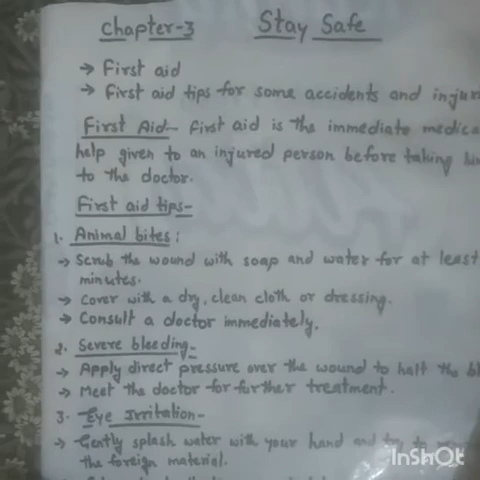 Chapter-3 Stay Safe
→ First aid
→ First aid tips for some accidents and
First Aid- First aid is the immediate
help given to an injured person before taking
to the doctor.
First aid tips-
1. Animal bites:
→ Scrub the wound with soap and water for at least
minutes.
→ Cover with a dry, clean cloth or dressing.
→ Consult a doctor immediately.
2. Severe bleeding-
→ Apply direct pressure over the wound to halt the
→ Meet the doctor for further treatment.
3. Eye Irritation-
→ Gently splash water with your hand and try to
the foreign material.
InShOt